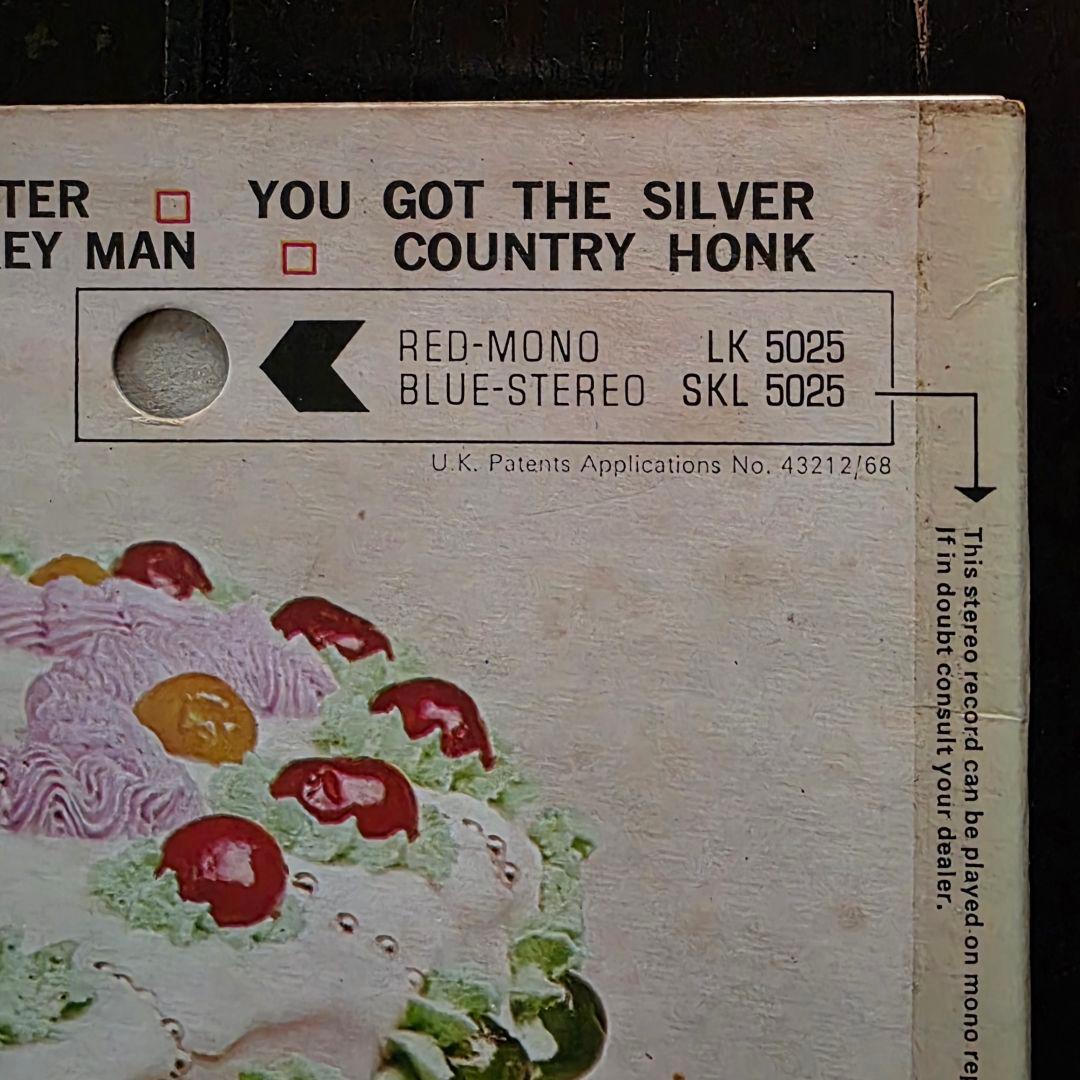 TER YOU GOT THE SILVER
EY MAN COUNTRY HONK
RED-MONO LK 5025
BLUE-STEREO SKL 5025
U.K. Patents Applications No. 43212/68
This stereo record can be played on mono
If in doubt consult your dealer.